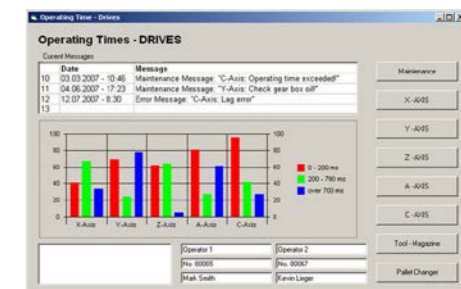 Operating Time - Drives
Operating Times - DRIVES
Current Messages
Date Message
10 03.03.2007 - 10:46 Maintenance Message: "C-Axis: Operating time exceeded!"
11 04.06.2007 - 17:23 Maintenance Message: "Y-Axis: Check gear box oil!"
12 12.07.2007 - 8:30 Error Message: "C-Axis: Lag error"
13
Maintenance
X-AXIS
Y-AXIS
Z-AXIS
A-AXIS
C-AXIS
Tool-Magazine
Pallet Changer
100 100
80 80
60 60
40 40
20 20
0 0
X-Axis Y-Axis Z-Axis A-Axis C-Axis
0 - 200 ms
200 - 700 ms
over 700 ms
Operator 1 Operator 2
No. 80065 No. 80067
Mark Smith Kevin Linger